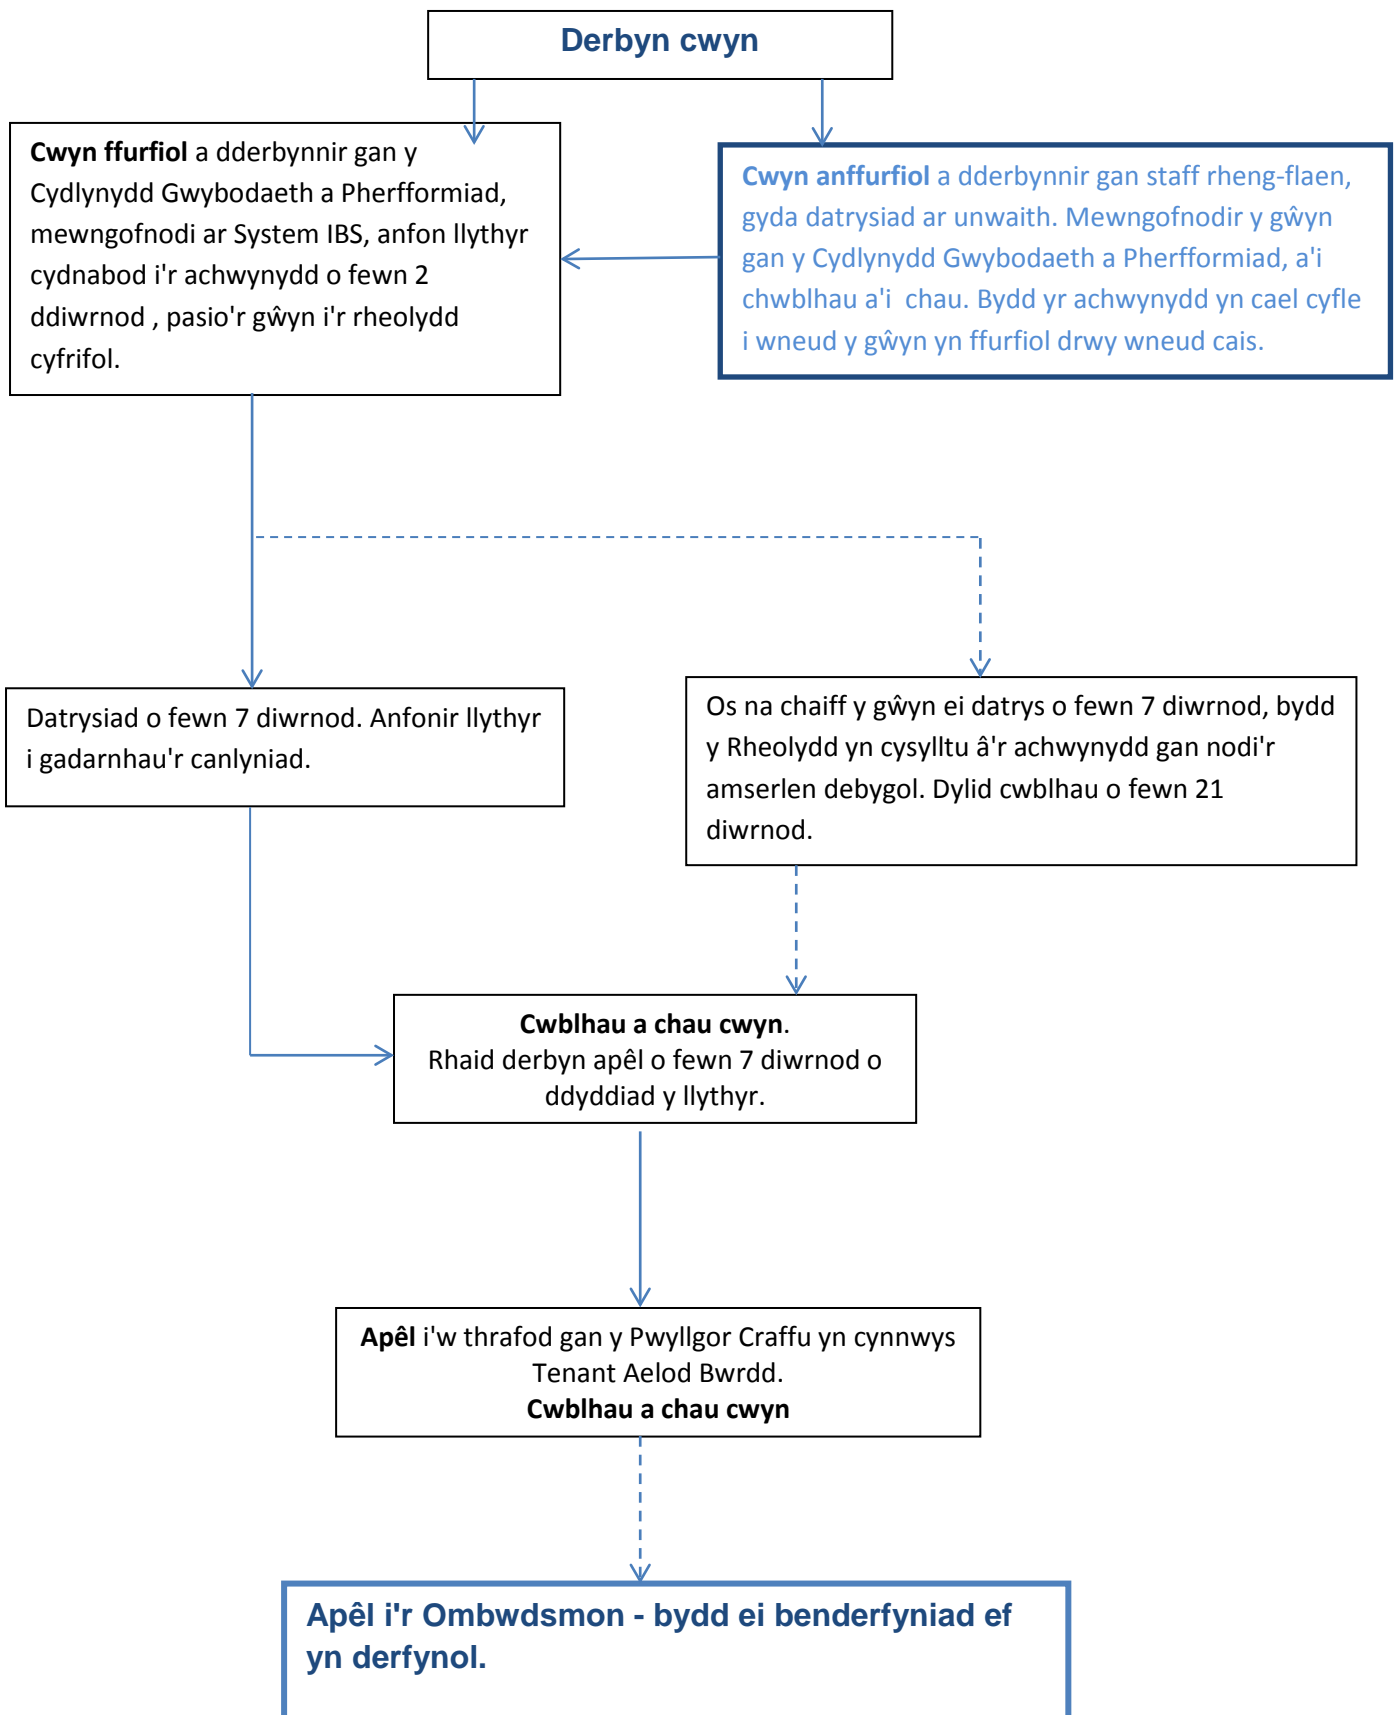 Derbyn cwyn
Cwyn ffurfiol a dderbynnir gan y
Cydlynydd Gwybodaeth a Pherfformiad,
mewngofnodi ar System IBS, anfon llythyr
cydnabod i'r achwynydd o fewn 2
ddiwrnod , pasio'r gŵyn i'r rheolydd
cyfrifol.
Cwyn anffurfiol a dderbynnir gan staff rheng-flaen,
gyda datrysiad ar unwaith. Mewngofnodir y gŵyn
gan y Cydlynydd Gwybodaeth a Pherfformiad, a'i
chwblhau a'i  chau. Bydd yr achwynydd yn cael cyfle
i wneud y gŵyn yn ffurfiol drwy wneud cais.
Datrysiad o fewn 7 diwrnod. Anfonir llythyr
i gadarnhau'r canlyniad.
Os na chaiff y gŵyn ei datrys o fewn 7 diwrnod, bydd
y Rheolydd yn cysylltu â'r achwynydd gan nodi'r
amserlen debygol. Dylid cwblhau o fewn 21
diwrnod.
Cwblhau a chau cwyn.
Rhaid derbyn apêl o fewn 7 diwrnod o
ddyddiad y llythyr.
Apêl i'w thrafod gan y Pwyllgor Craffu yn cynnwys
Tenant Aelod Bwrdd.
Cwblhau a chau cwyn
Apêl i'r Ombwdsmon - bydd ei benderfyniad ef
yn derfynol.